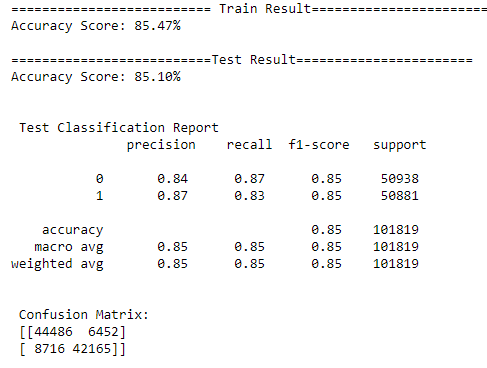 ========================== Train Result=======================
Accuracy Score: 85.47%
==========================Test Result=======================
Accuracy Score: 85.10%
Test Classification Report
precision recall f1-score support
0 0.84 0.87 0.85 50938
1 0.87 0.83 0.85 50881
accuracy 0.85 101819
macro avg 0.85 0.85 0.85 101819
weighted avg 0.85 0.85 0.85 101819
Confusion Matrix:
[[44486 6452]
[ 8716 42165]]